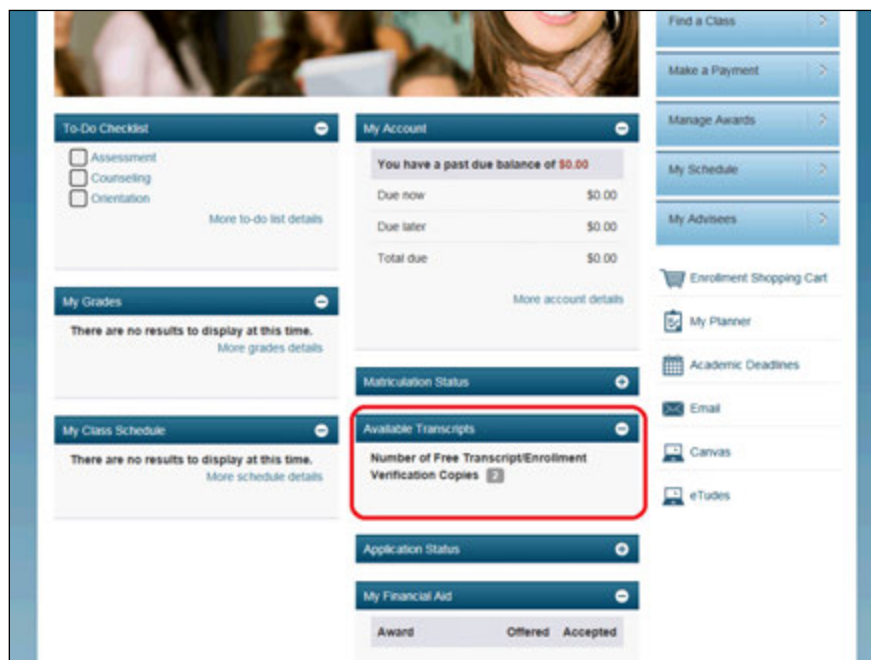 To-Do Checklist
Assessment
Counseling
Orientation
More to-do list details
My Grades
There are no results to display at this time.
More grades details
My Class Schedule
There are no results to display at this time.
More schedule details
My Account
You have a past due balance of $0.00
Due now $0.00
Due later $0.00
Total due $0.00
More account details
Matriculation Status
Available Transcripts
Number of Free Transcript/Enrollment
Verification Copies 2
Application Status
My Financial Aid
Award Offered Accepted
Find a Class
Make a Payment
Manage Awards
My Schedule
My Advisees
Enrollment Shopping Cart
My Planner
Academic Deadlines
Email
Canvas
eTudes